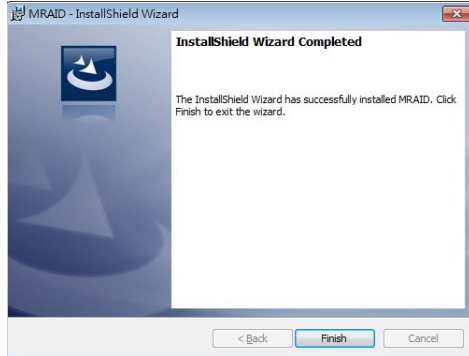 MRAID - InstallShield Wizard
InstallShield Wizard Completed
The InstallShield Wizard has successfully installed MRAID. Click
Finish to exit the wizard.
< Back
Finish
Cancel